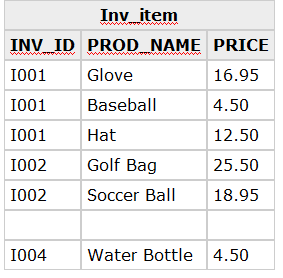 Inv_item
INV_ID PROD_NAME PRICE
I001 Glove 16.95
I001 Baseball 4.50
I001 Hat 12.50
I002 Golf Bag 25.50
I002 Soccer Ball 18.95
I004 Water Bottle 4.50